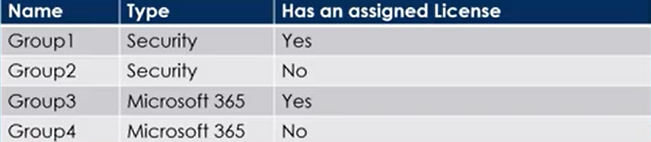 Name Type Has an assigned License
Group1 Security Yes
Group2 Security No
Group3 Microsoft 365 Yes
Group4 Microsoft 365 No